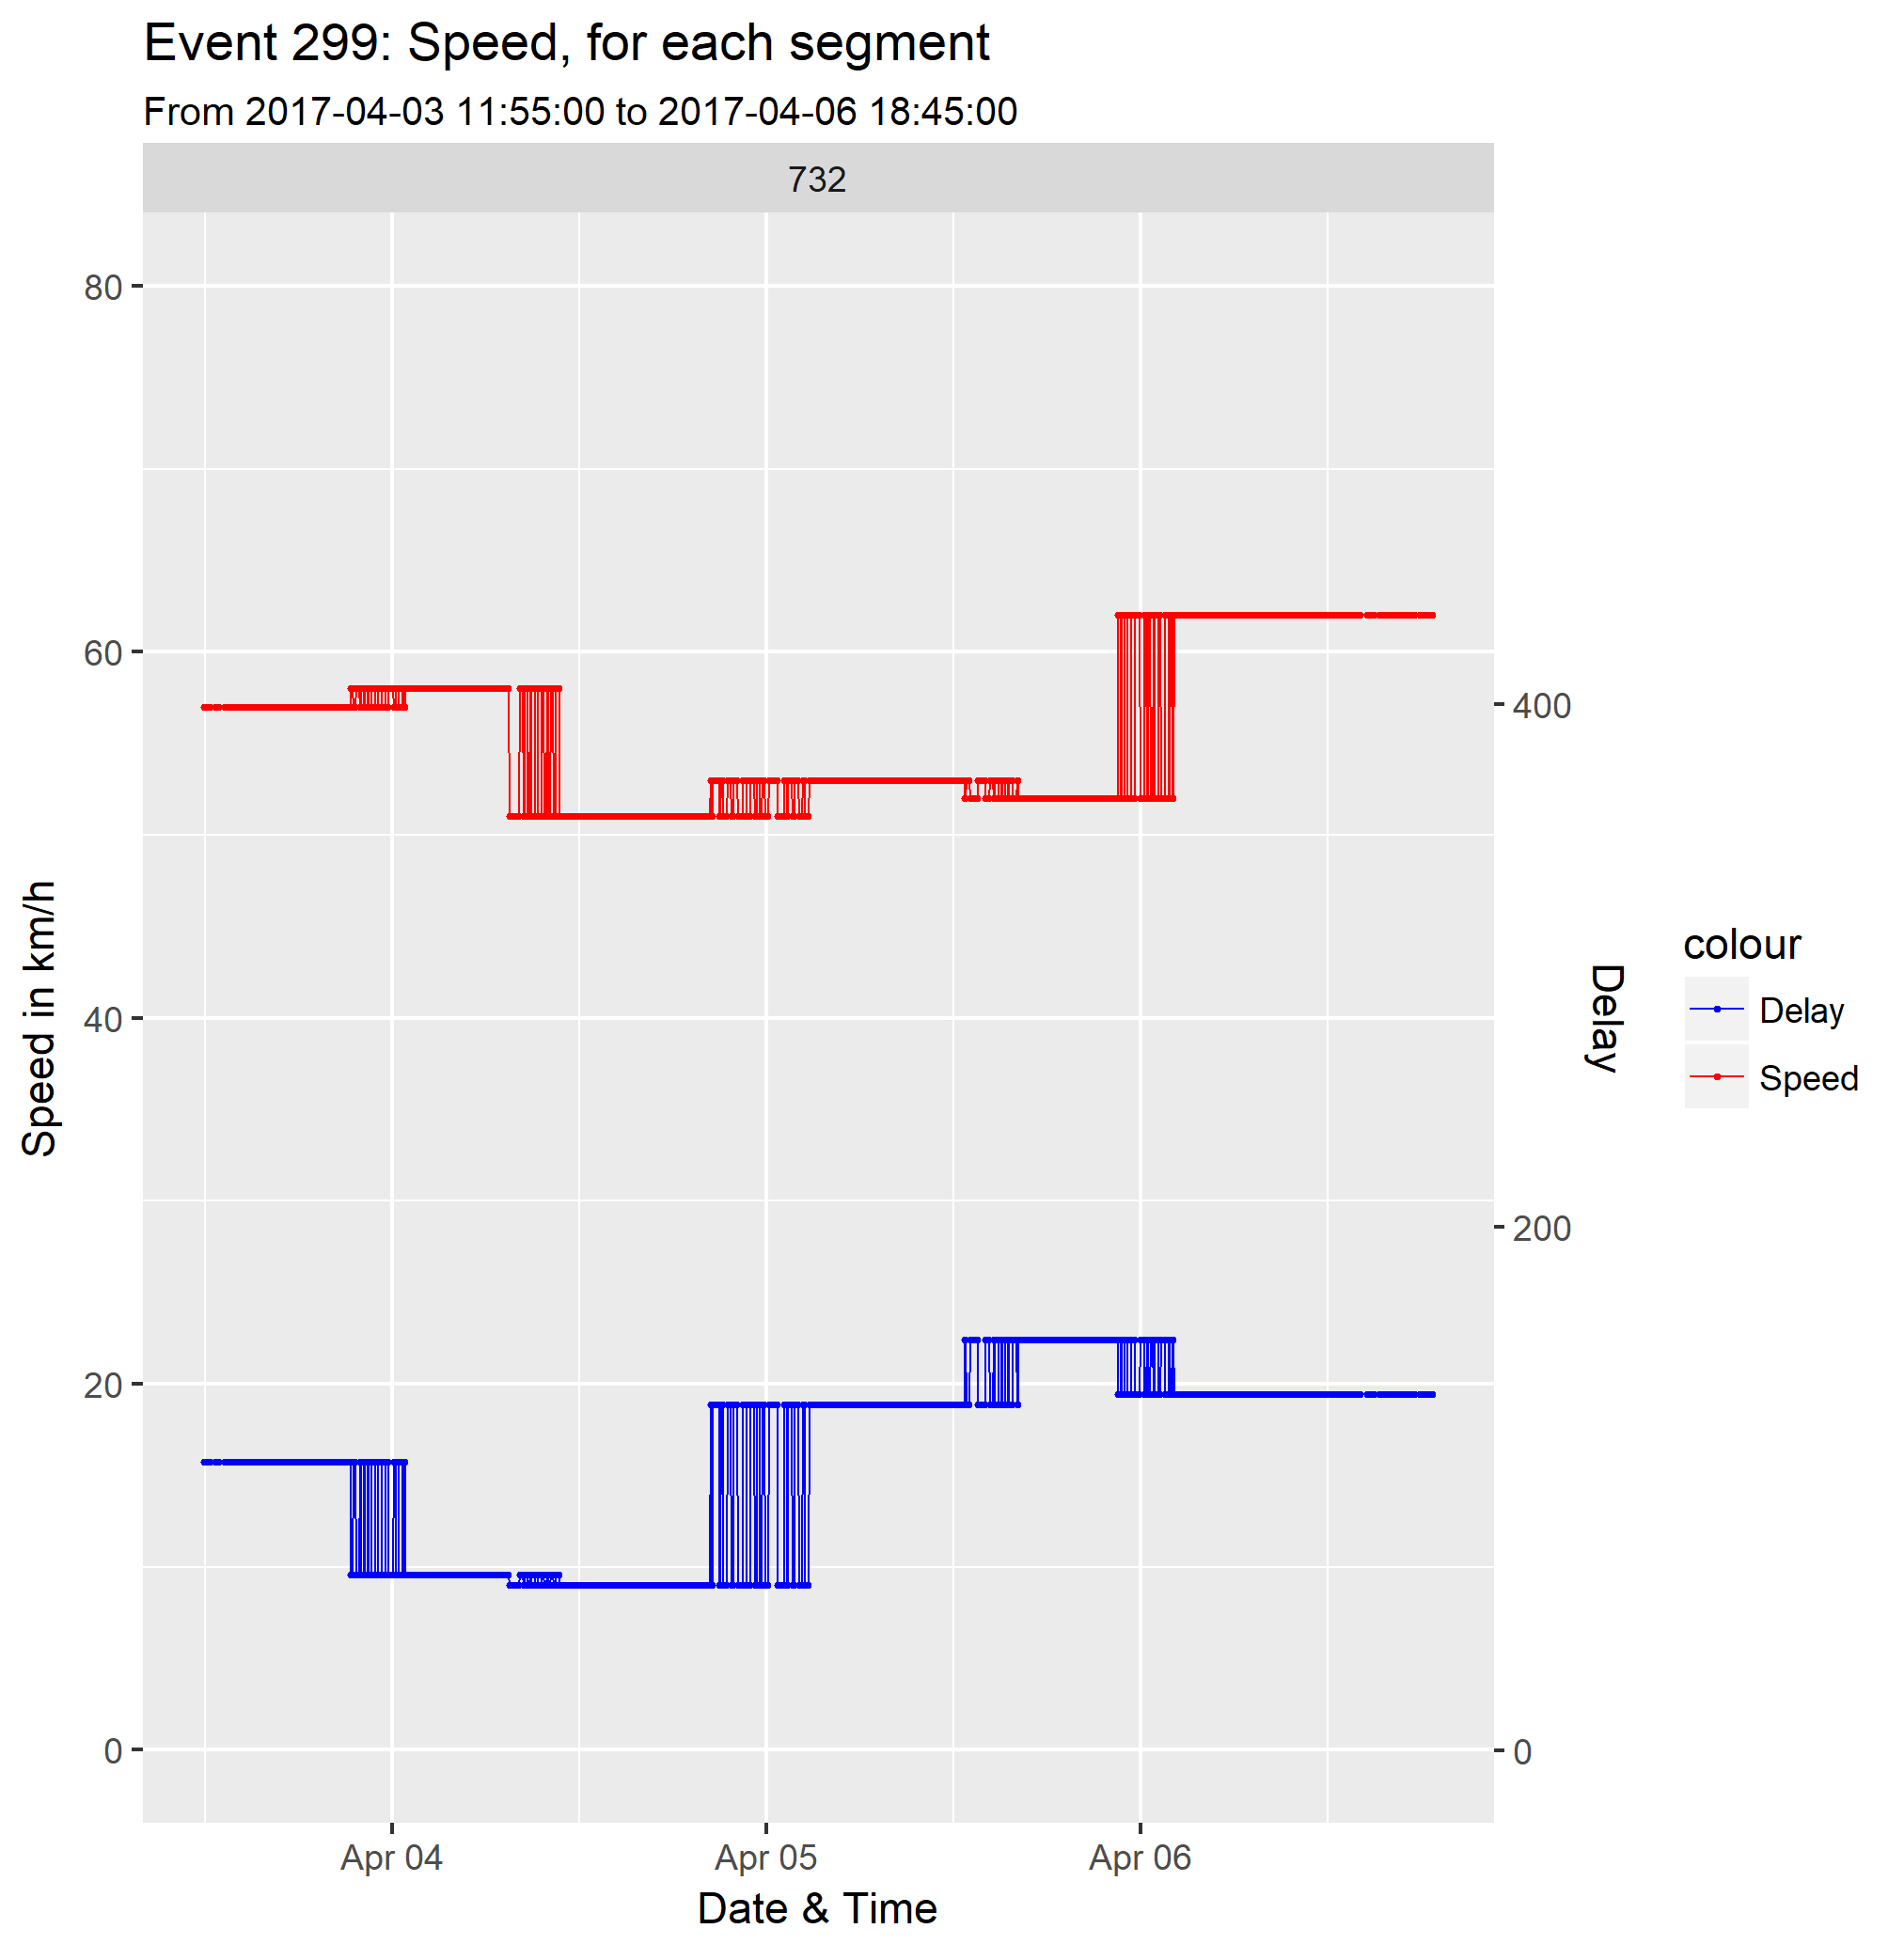 Event 299: Speed, for each segment
From 2017-04-03 11:55:00 to 2017-04-06 18:45:00
732
80
60
40
20
0
Speed in km/h
400
200
0
Delay
colour
Delay
Speed
Apr 04
Apr 05
Apr 06
Date & Time